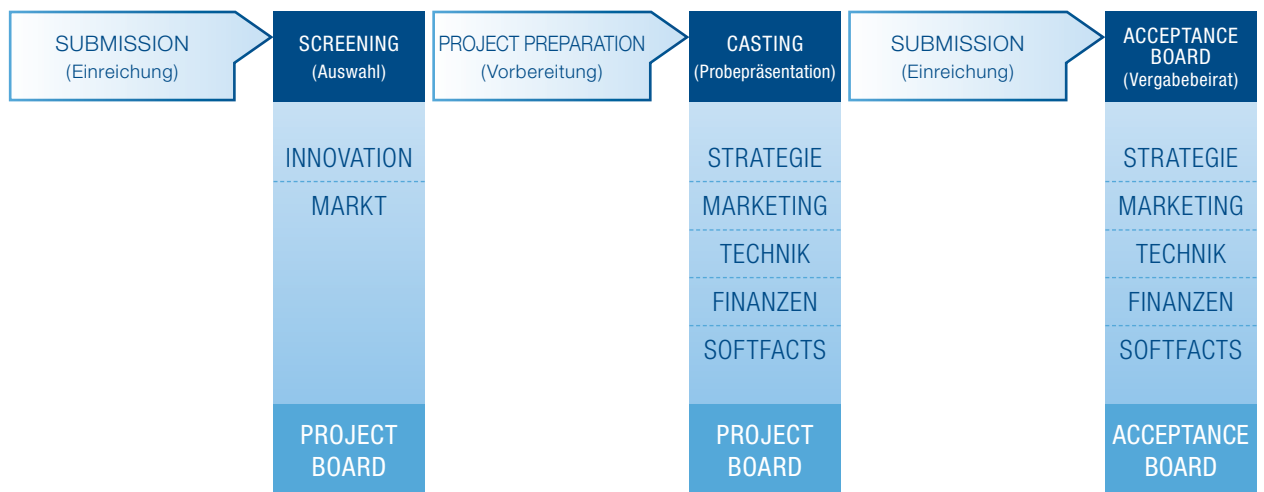 SUBMISSION
(Einreichung)
SCREENING
(Auswahl)
PROJECT PREPARATION
(Vorbereitung)
CASTING
(Probepräsentation)
SUBMISSION
(Einreichung)
ACCEPTANCE
BOARD
(Vergabebeirat)
INNOVATION
MARKT
PROJECT
BOARD
STRATEGIE
MARKETING
TECHNIK
FINANZEN
SOFTFACTS
PROJECT
BOARD
STRATEGIE
MARKETING
TECHNIK
FINANZEN
SOFTFACTS
ACCEPTANCE
BOARD